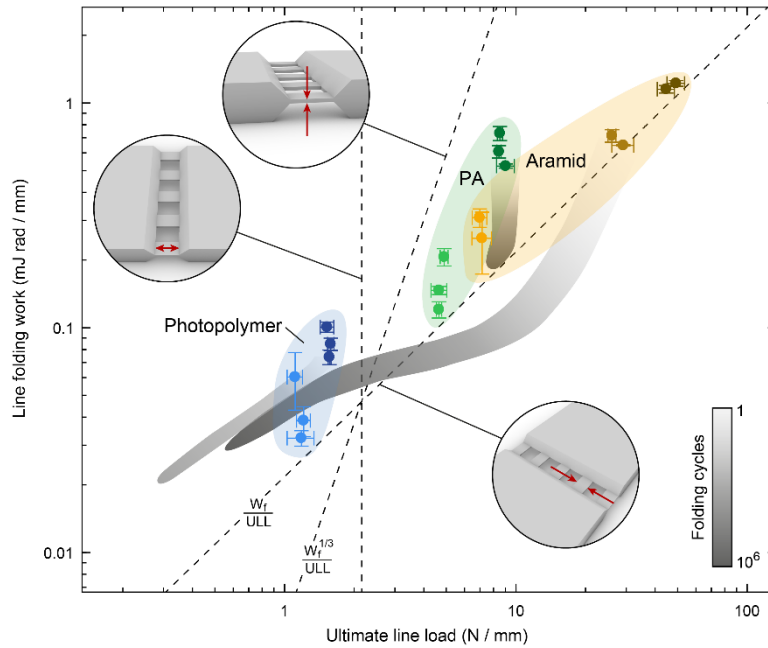 1
0.1
0.01
Line folding work (mJ rad / mm)
PA
Aramid
Photopolymer
W_f
ULL
W_f^1/3
ULL
Folding cycles
1
10^6
1
10
100
Ultimate line load (N / mm)